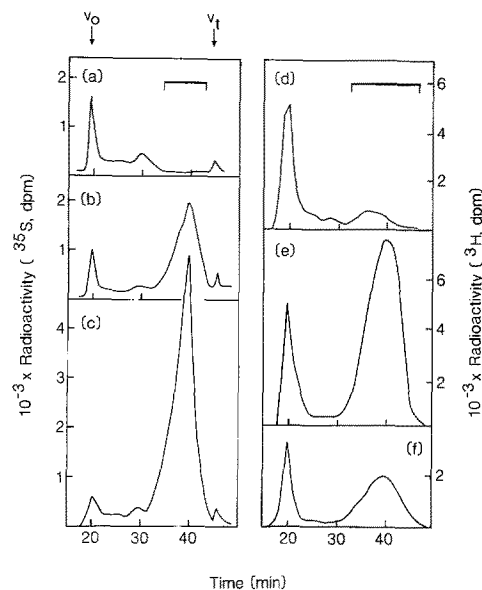 Vo Vt
(a)
2
1
(b)
2
1
(c)
4
3
2
1
20 30 40
10⁻³ x Radioactivity ( ³⁵S, dpm)
(d)
6
4
2
(e)
6
4
2
(f)
2
20 30 40
10⁻³ x Radioactivity ( ³H, dpm)
Time (min)